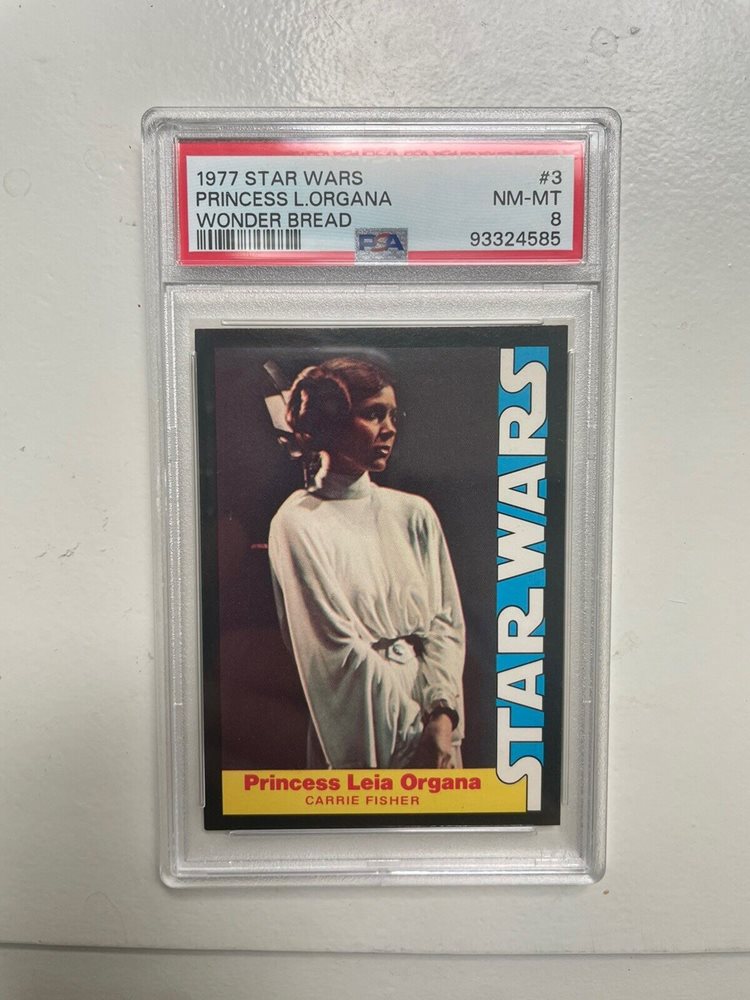 1977 STAR WARS #3
PRINCESS L.ORGANA NM-MT
WONDER BREAD 8
PSA 93324585
STAR WARS
Princess Leia Organa
CARRIE FISHER